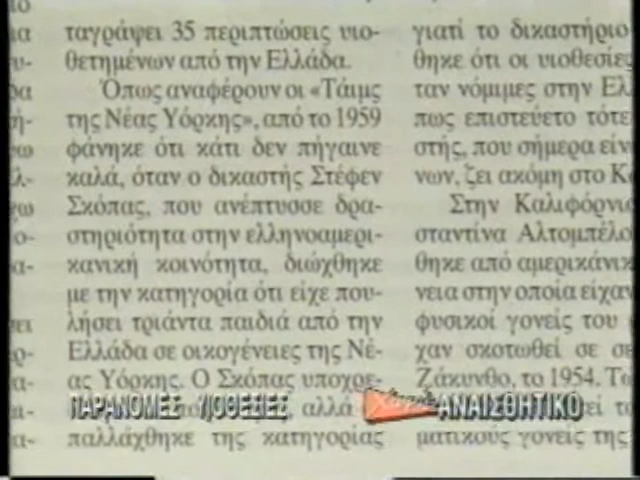 ταγράψει 35 περιπτώσεις υιο-
θετημένων από την Ελλάδα.
Όπως αναφέρουν οι «Τάιμς
της Νέας Υόρκης», από το 1959
φάνηκε ότι κάτι δεν πήγαινε
καλά, όταν ο δικαστής Στέφεν
Σκόπας, που ανέπτυσσε δρα-
στηριότητα στην ελληνοαμερι-
κανική κοινότητα, διώχθηκε
με την κατηγορία ότι είχε που-
λήσει τριάντα παιδιά από την
Ελλάδα σε οικογένειες της Νέ-
ας Υόρκης. Ο Σκόπας υποχρε-
αλλά
παλλάχθηκε της κατηγορίας
γιατί το δικαστήριο
θηκε ότι οι υιοθεσίες
ταν νόμιμες στην Ελ
πως επιστεύετο τότε
στής, που σήμερα είν
νων, ζει ακόμη στο Κ
Στην Καλιφόρνι
σταντίνα Αλτομπέλο
θηκε από αμερικάνικ
νεια στην οποία είχαν
φυσικοί γονείς του
χαν σκοτωθεί σε σε
Ζάκυνθο, το 1954. Τω
ματικούς γονείς της
ΠΑΡΑΝΟΜΕΣ ΥΙΟΘΕΣΙΕΣ
ΑΝΑΙΣΘΗΤΙΚΟ